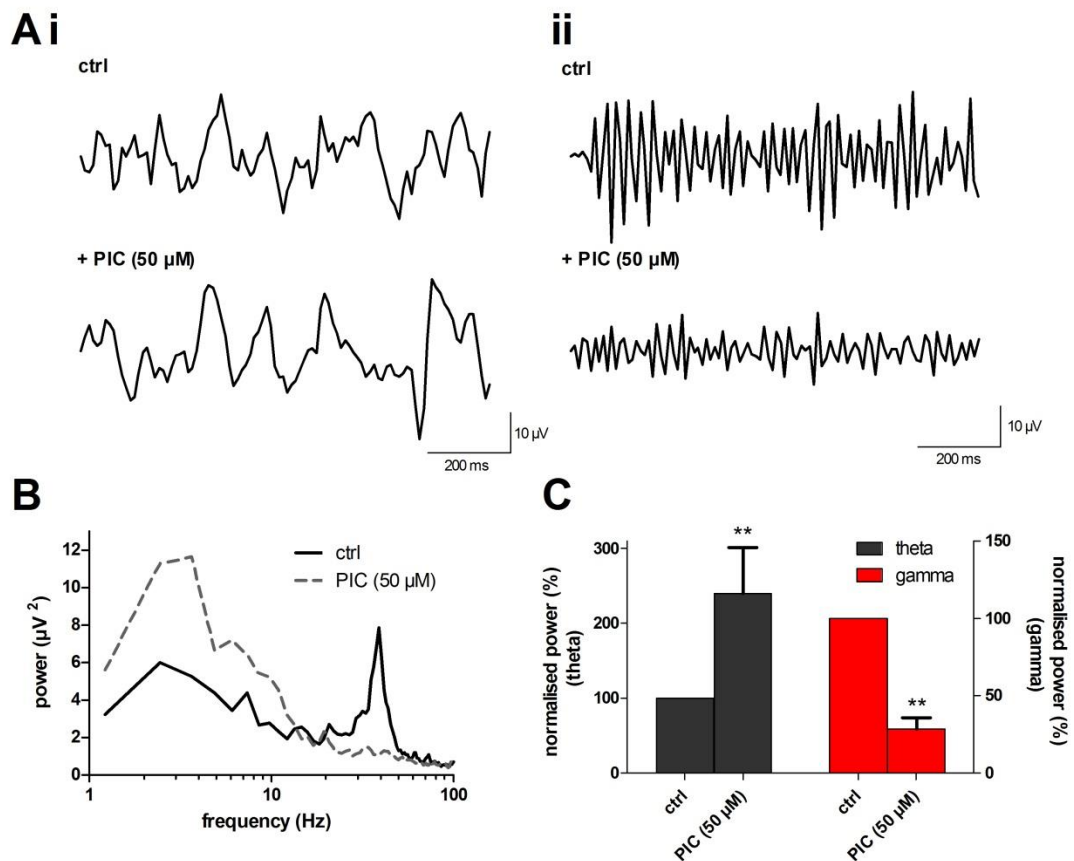 A i
ii
ctrl
ctrl
+ PIC (50 µM)
+ PIC (50 µM)
10 µV
200 ms
10 µV
200 ms
B
C
ctrl
PIC (50 µM)
power (µV 2)
12
10
8
6
4
2
0
1
10
100
frequency (Hz)
normalised power (%)
(theta)
300
200
100
0
**
**
theta
gamma
150
100
50
0
normalised power (%)
(gamma)
ctrl
PIC (50 µM)
ctrl
PIC (50 µM)